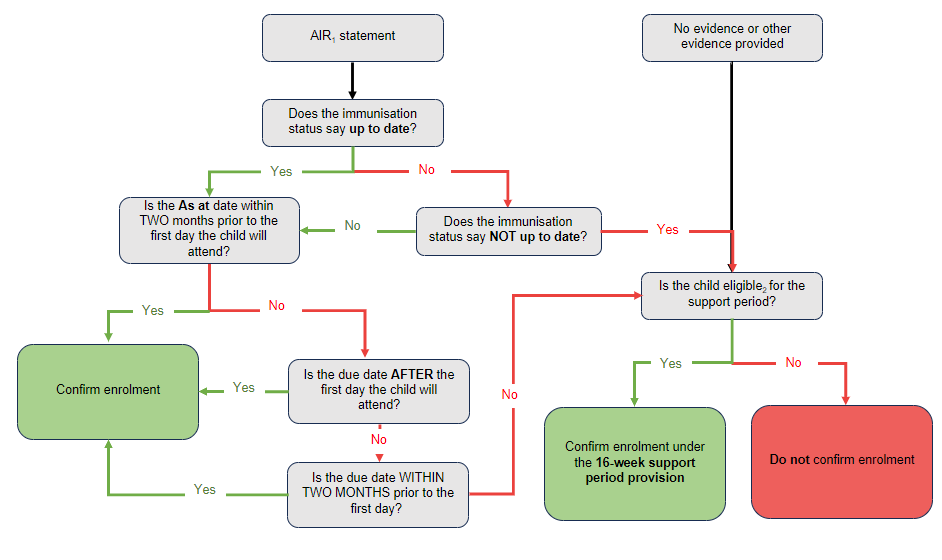 AIR1 statement
No evidence or other
evidence provided
Does the immunisation
status say up to date?
Yes
No
Is the As at date within
TWO months prior to the
first day the child will
attend?
No
Does the immunisation
status say NOT up to date?
Yes
Is the child eligible2 for the
support period?
Yes
No
Confirm enrolment
Yes
Is the due date AFTER the
first day the child will
attend?
No
Yes
Is the due date WITHIN
TWO MONTHS prior to the
first day?
No
Yes
No
Confirm enrolment under
the 16-week support
period provision
Do not confirm enrolment